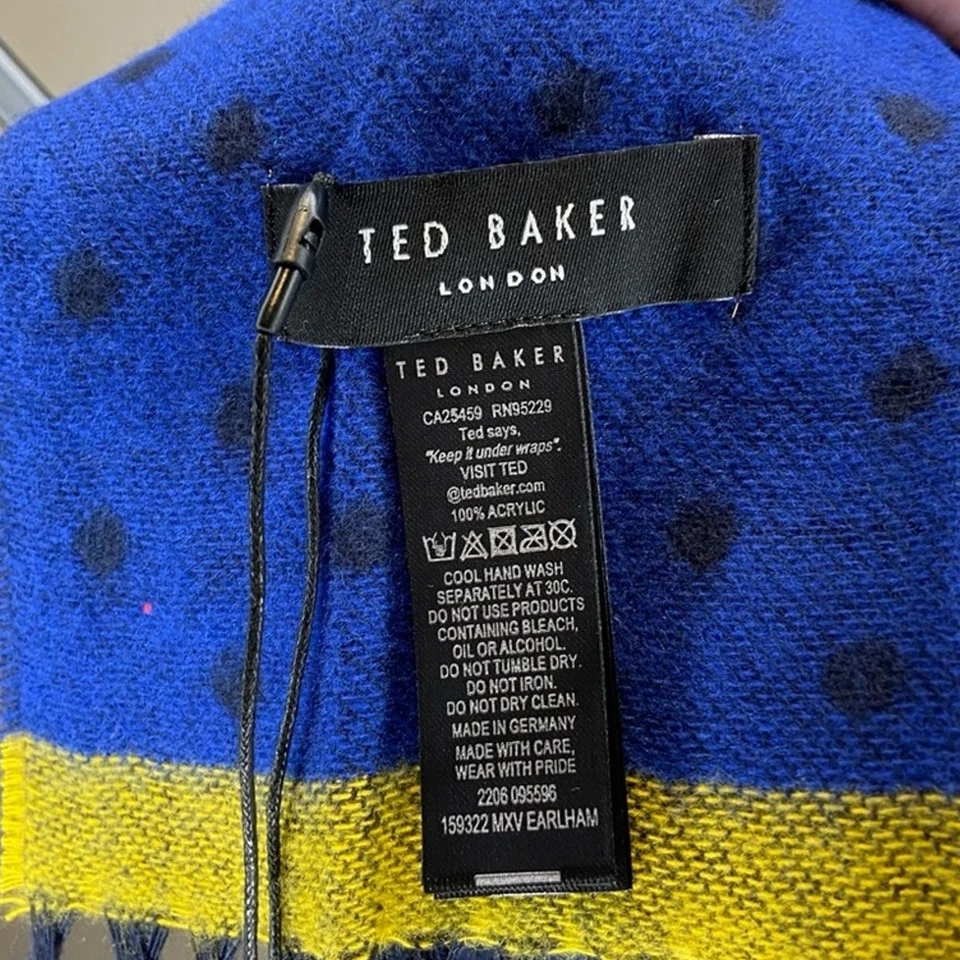 TED BAKER
LONDON
TED BAKER
LONDON
CA25459 RN95229
Ted says,
"Keep it under wraps".
VISIT TED
@tedbaker.com
100% ACRYLIC
COOL HAND WASH
SEPARATELY AT 30C.
DO NOT USE PRODUCTS
CONTAINING BLEACH,
OIL OR ALCOHOL.
DO NOT TUMBLE DRY.
DO NOT IRON.
DO NOT DRY CLEAN.
MADE IN GERMANY
MADE WITH CARE,
WEAR WITH PRIDE
2206 095596
159322 MXV EARLHAM